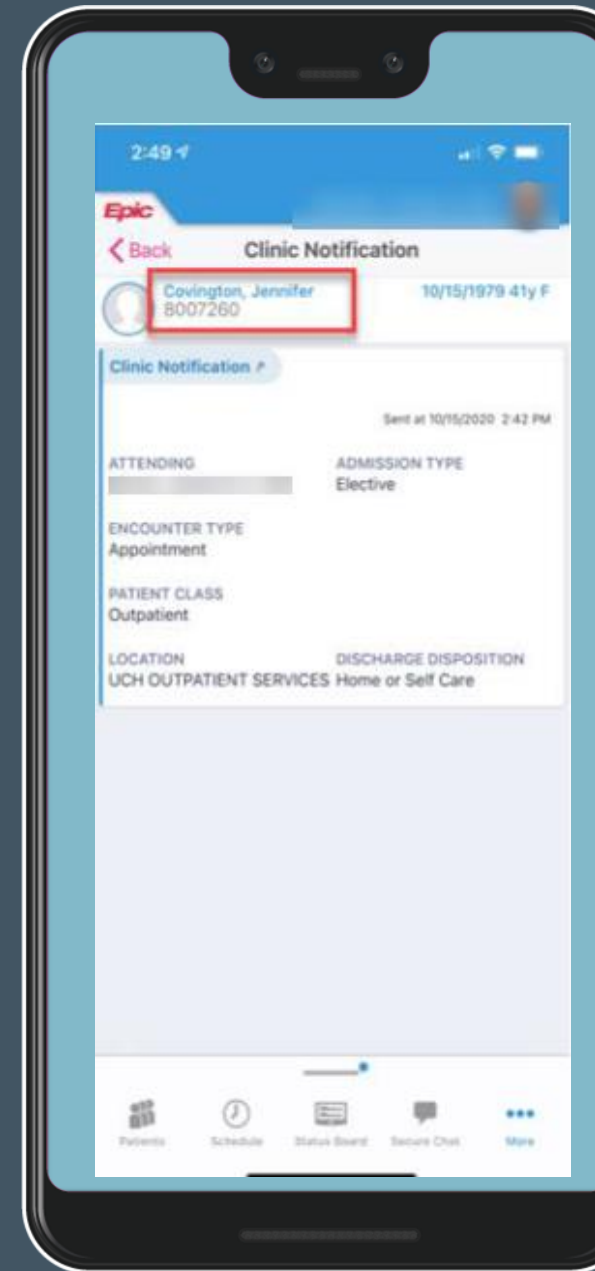 2:49
Epic
Back Clinic Notification
Covington, Jennifer 10/15/1979 41y F
8007260
Clinic Notification
Sent at 10/15/2020 2:42 PM
ATTENDING ADMISSION TYPE
Elective
ENCOUNTER TYPE
Appointment
PATIENT CLASS
Outpatient
LOCATION DISCHARGE DISPOSITION
UCH OUTPATIENT SERVICES Home or Self Care
Patients Schedule Status Board Secure Chat More